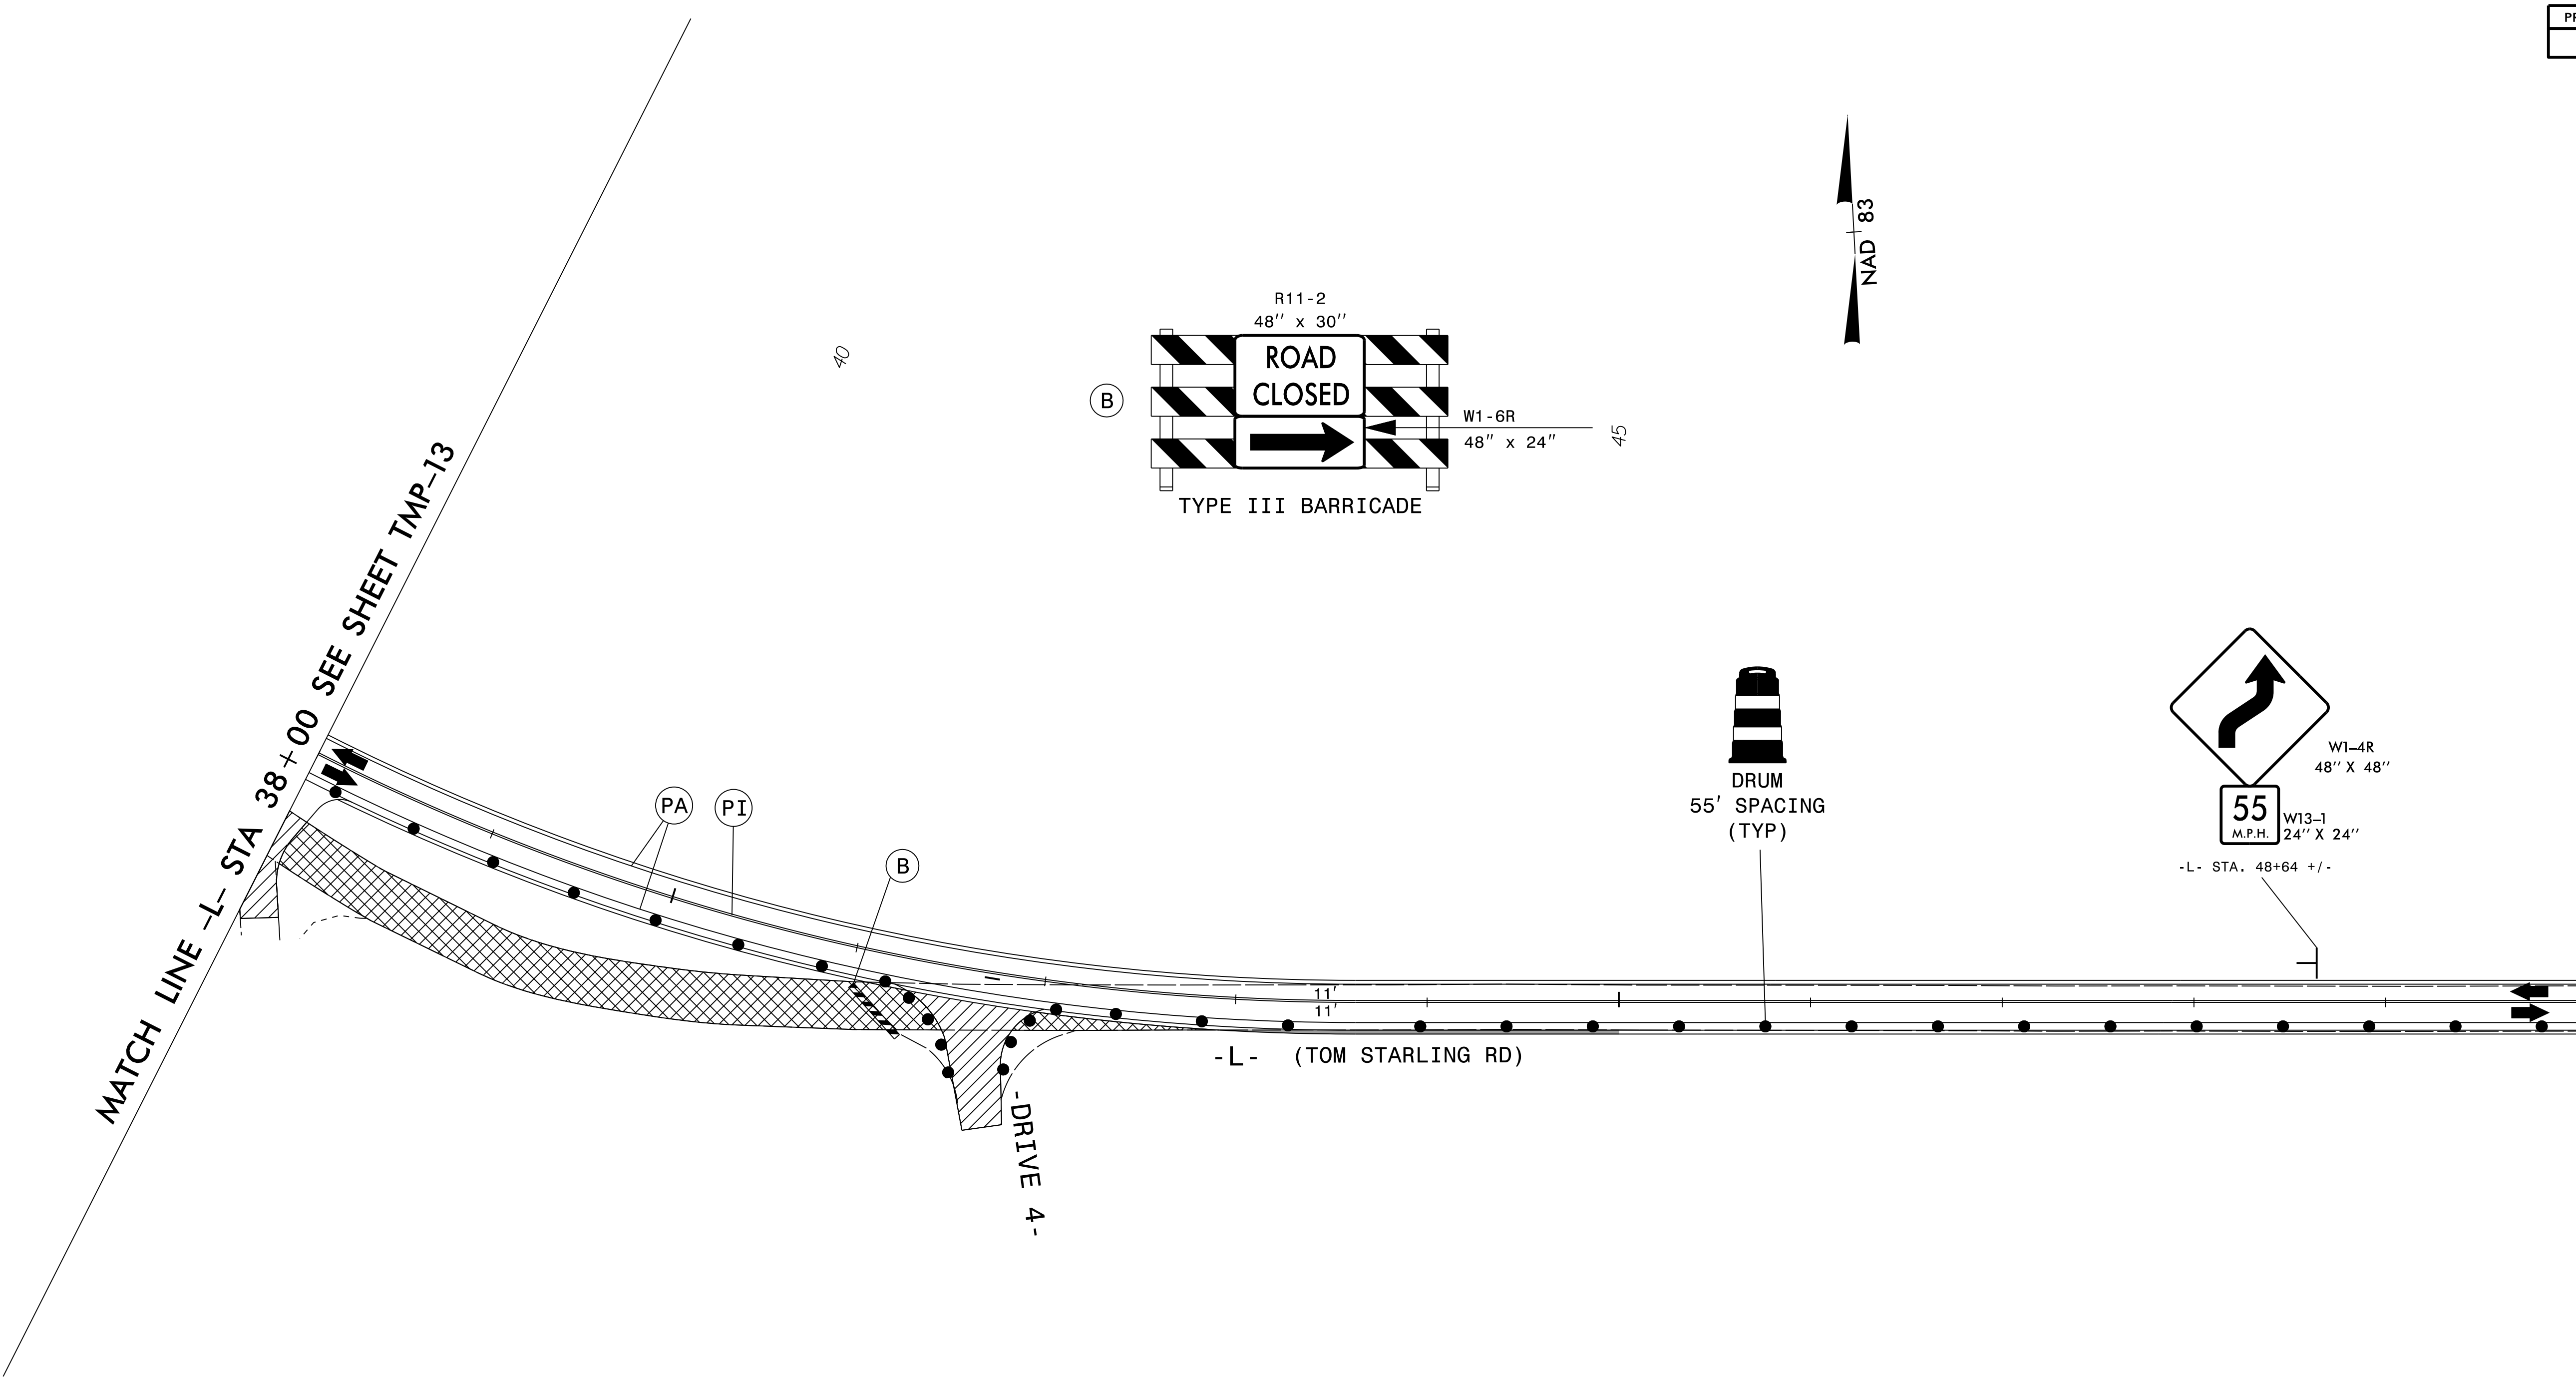 NAD 83
R11-2
48" x 30"
ROAD
CLOSED
B
W1-6R
48" x 24"
TYPE III BARRICADE
40
45
MATCH LINE -L- STA 38+00 SEE SHEET TMP-13
PA
PI
B
DRUM
55' SPACING
(TYP)
W1-4R
48" X 48"
55
M.P.H.
W13-1
24" X 24"
-L- STA. 48+64 +/-
11'
11'
-L- (TOM STARLING RD)
-DRIVE 4-